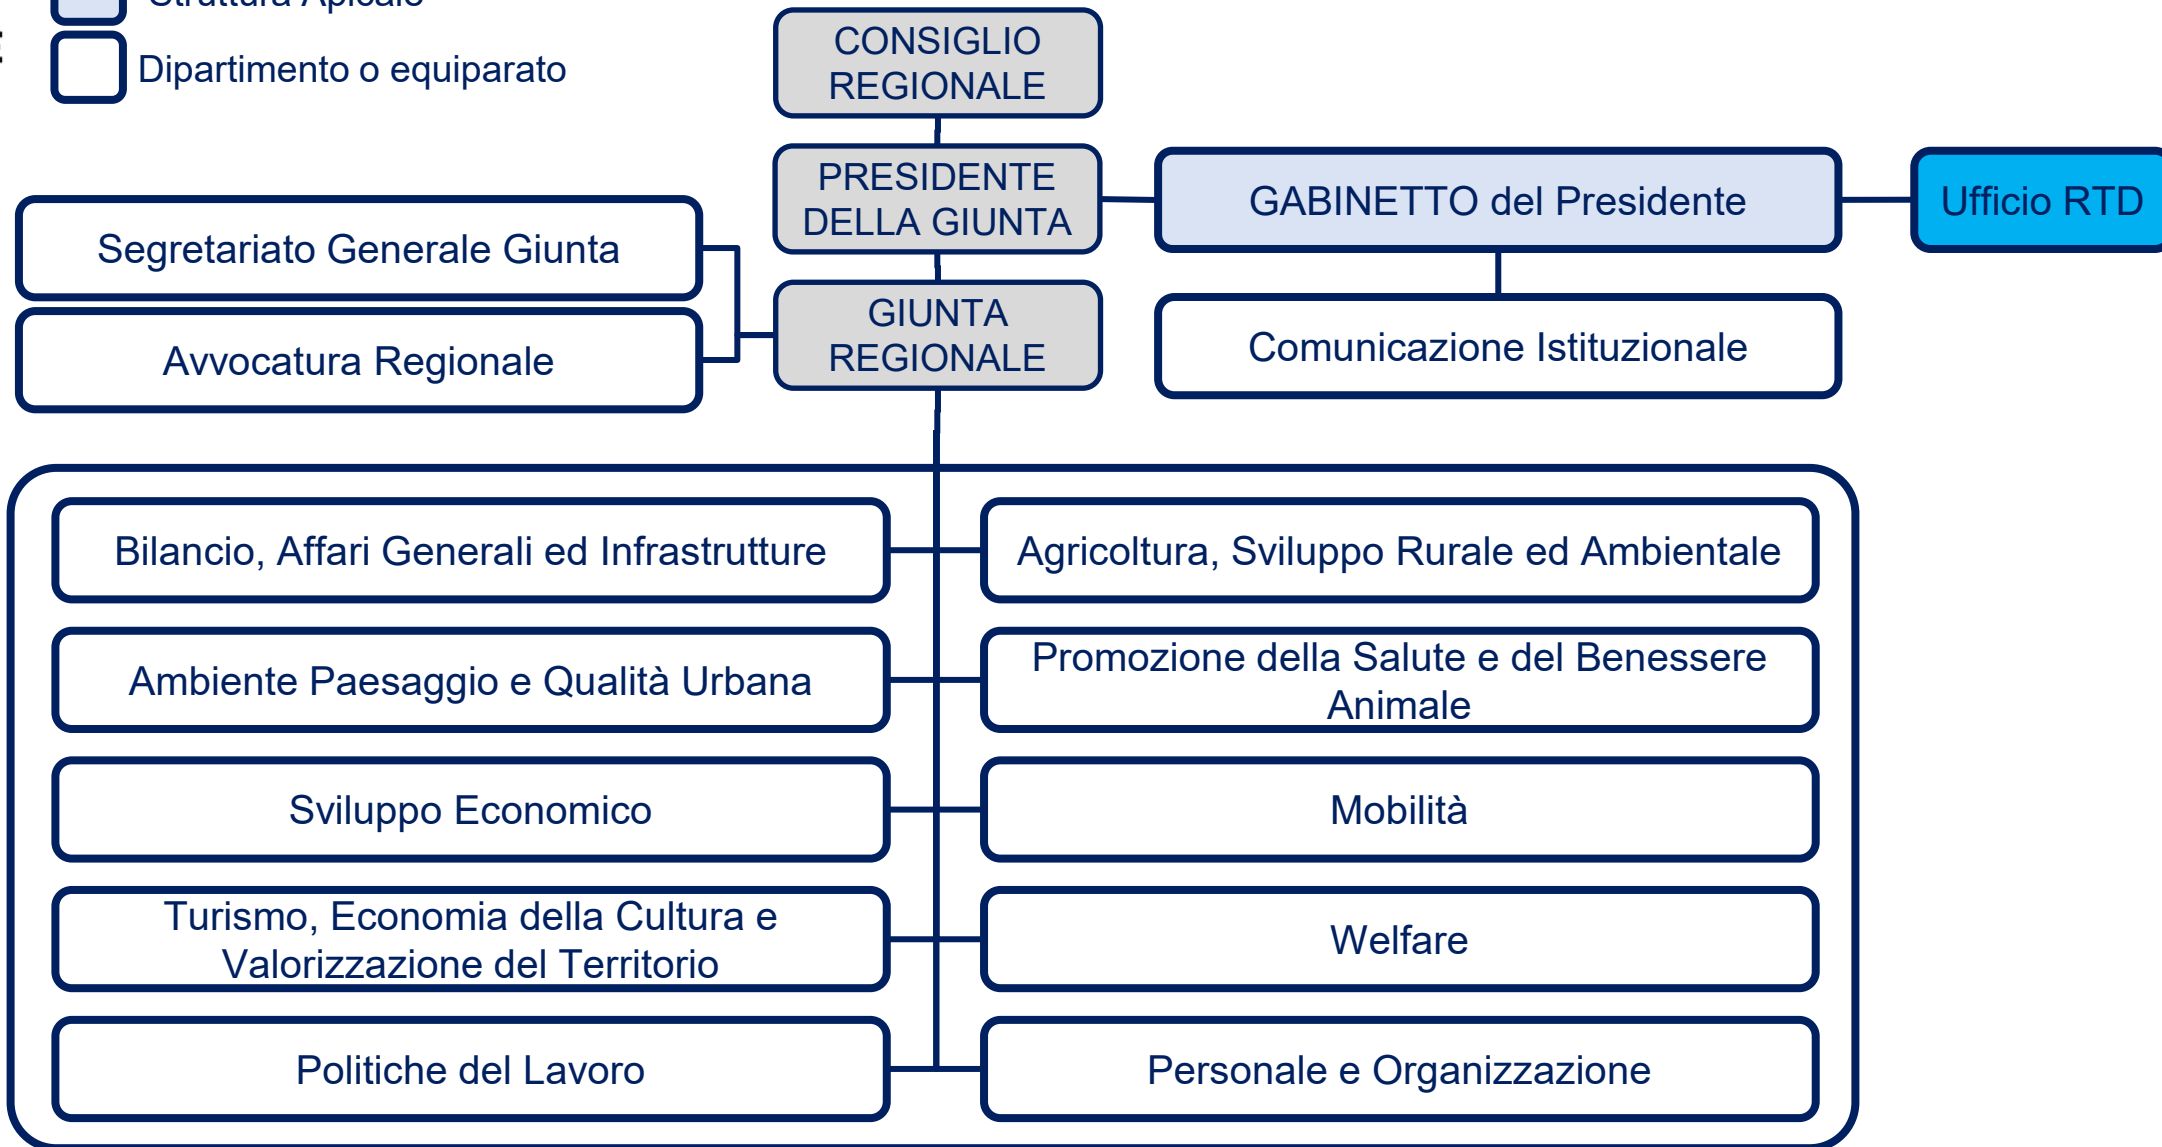 Struttura Apicale
Dipartimento o equiparato
CONSIGLIO
REGIONALE
PRESIDENTE
DELLA GIUNTA
GABINETTO del Presidente
Ufficio RTD
Segretariato Generale Giunta
Avvocatura Regionale
GIUNTA
REGIONALE
Comunicazione Istituzionale
Bilancio, Affari Generali ed Infrastrutture
Agricoltura, Sviluppo Rurale ed Ambientale
Ambiente Paesaggio e Qualità Urbana
Promozione della Salute e del Benessere
Animale
Sviluppo Economico
Mobilità
Turismo, Economia della Cultura e
Valorizzazione del Territorio
Welfare
Politiche del Lavoro
Personale e Organizzazione